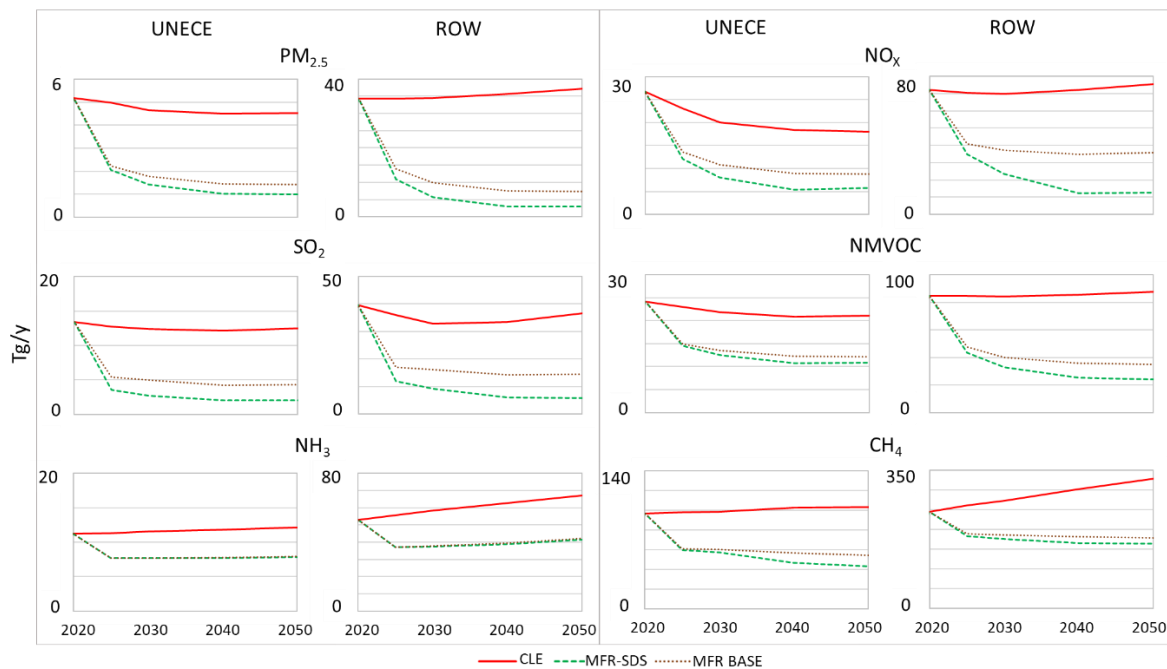 UNECE ROW UNECE ROW
PM2.5 NOX
6 40 30 80
0 0 0 0
SO2 NMVOC
20 50 30 100
Tg/y
0 0 0 0
NH3 CH4
20 80 140 350
0 0 0 0
2020 2030 2040 2050 2020 2030 2040 2050 2020 2030 2040 2050 2020 2030 2040 2050
CLE MFR-SDS MFR BASE